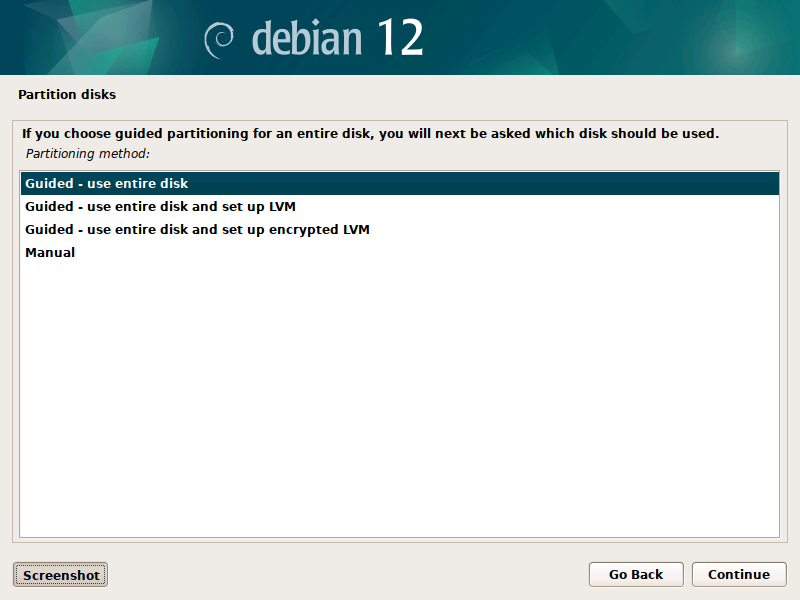 debian 12
Partition disks
If you choose guided partitioning for an entire disk, you will next be asked which disk should be used.
Partitioning method:
Guided - use entire disk
Guided - use entire disk and set up LVM
Guided - use entire disk and set up encrypted LVM
Manual
Screenshot
Go Back
Continue